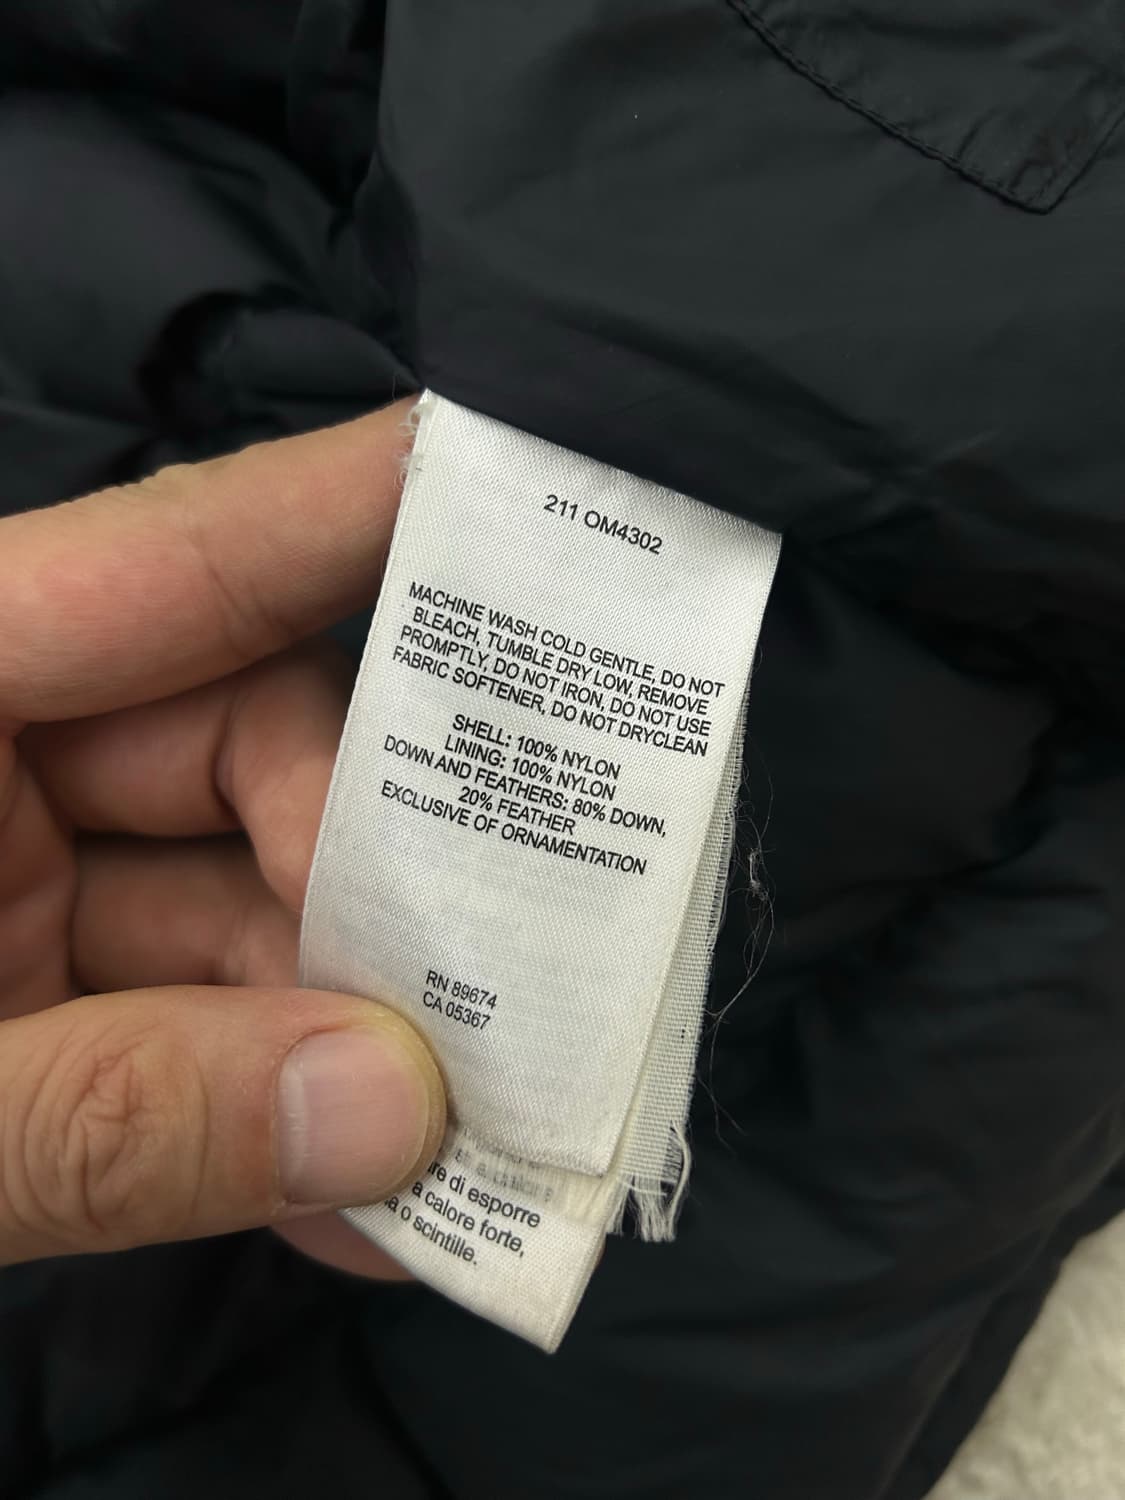 211 OM4302
MACHINE WASH COLD GENTLE, DO NOT
BLEACH, TUMBLE DRY LOW, REMOVE
PROMPTLY, DO NOT IRON, DO NOT USE
FABRIC SOFTENER, DO NOT DRYCLEAN
SHELL: 100% NYLON
LINING: 100% NYLON
DOWN AND FEATHERS: 80% DOWN,
20% FEATHER
EXCLUSIVE OF ORNAMENTATION
RN 89674
CA 05367
di esporre
a calore forte,
o scintille.